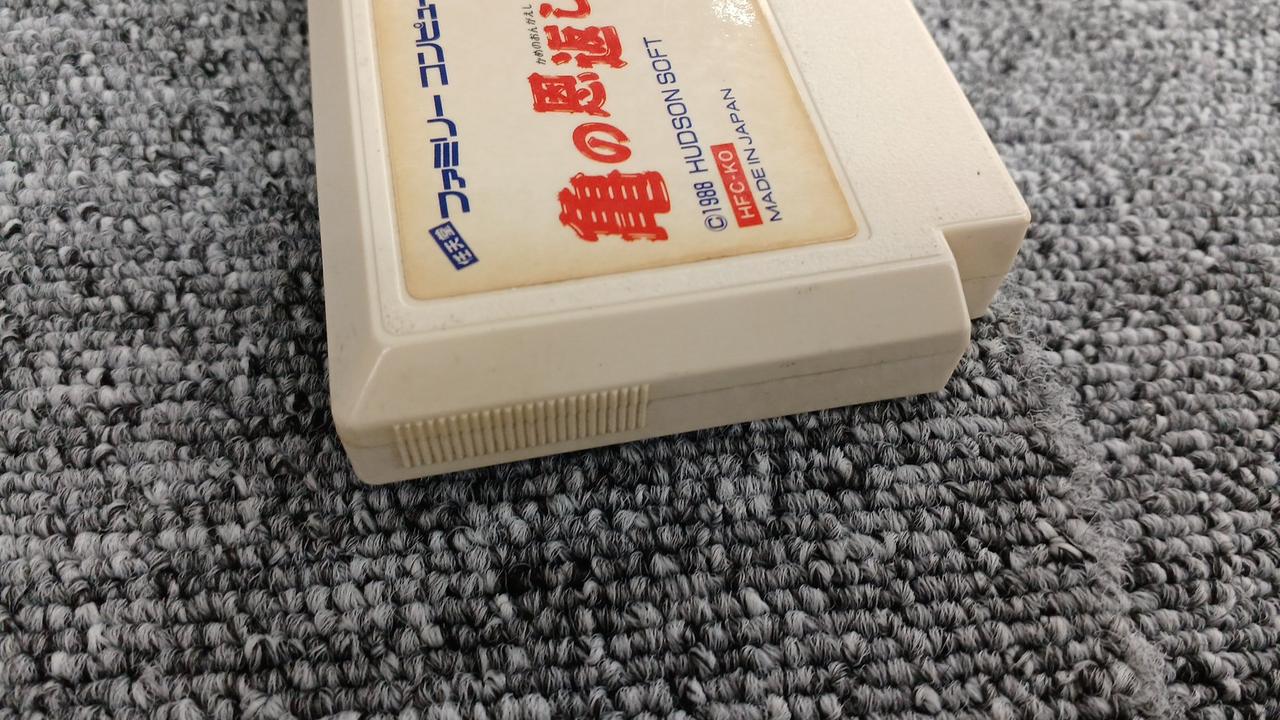 任天堂
ファミリー コンピュー
かめのおんがえし
亀の恩返し
©1988 HUDSON SOFT
HFC-KO
MADE IN JAPAN